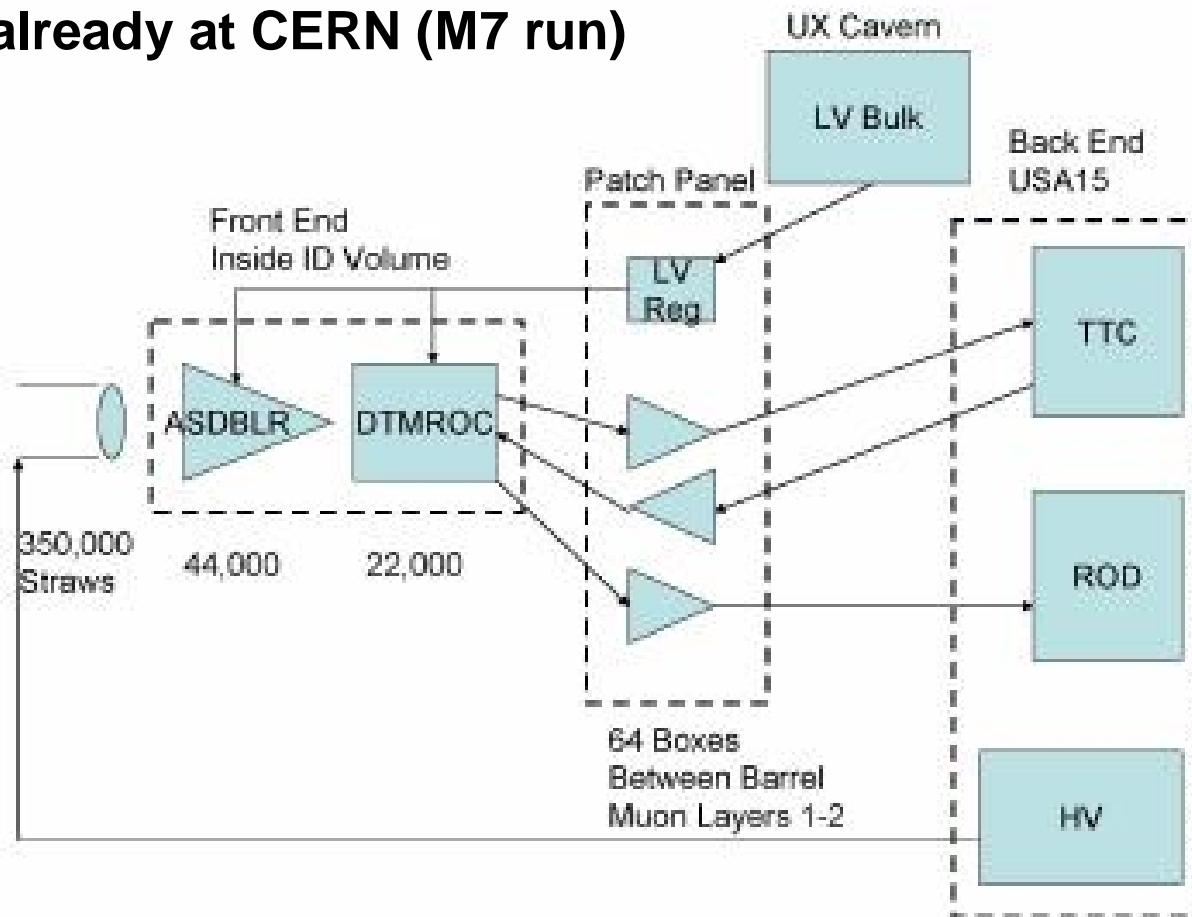 already at CERN (M7 run)
UX Cavern
LV Bulk
Back End
USA15
Patch Panel
Front End
Inside ID Volume
LV
Reg
TTC
ASDBLR
DTMROC
350,000
Straws
44,000
22,000
ROD
64 Boxes
Between Barrel
Muon Layers 1-2
HV